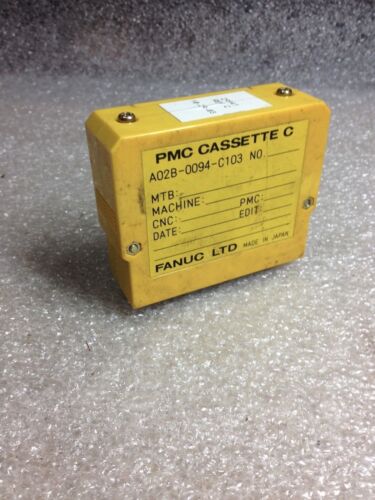 PMC CASSETTE C
A02B-0094-C103 NO.
MTB:
MACHINE: PMC:
CNC: EDIT:
DATE:
FANUC LTD MADE IN JAPAN